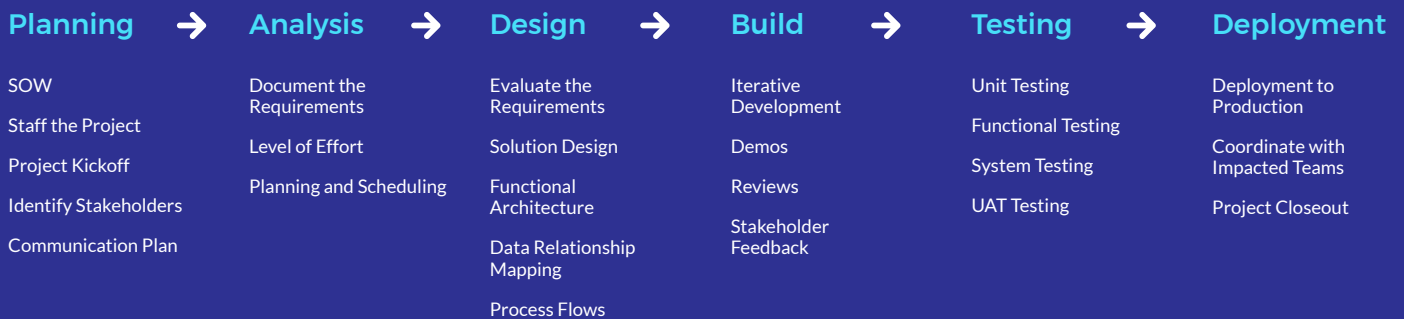 Planning
SOW
Staff the Project
Project Kickoff
Identify Stakeholders
Communication Plan
Analysis
Document the
Requirements
Level of Effort
Planning and Scheduling
Design
Evaluate the
Requirements
Solution Design
Functional
Architecture
Data Relationship
Mapping
Process Flows
Build
Iterative
Development
Demos
Reviews
Stakeholder
Feedback
Testing
Unit Testing
Functional Testing
System Testing
UAT Testing
Deployment
Deployment to
Production
Coordinate with
Impacted Teams
Project Closeout